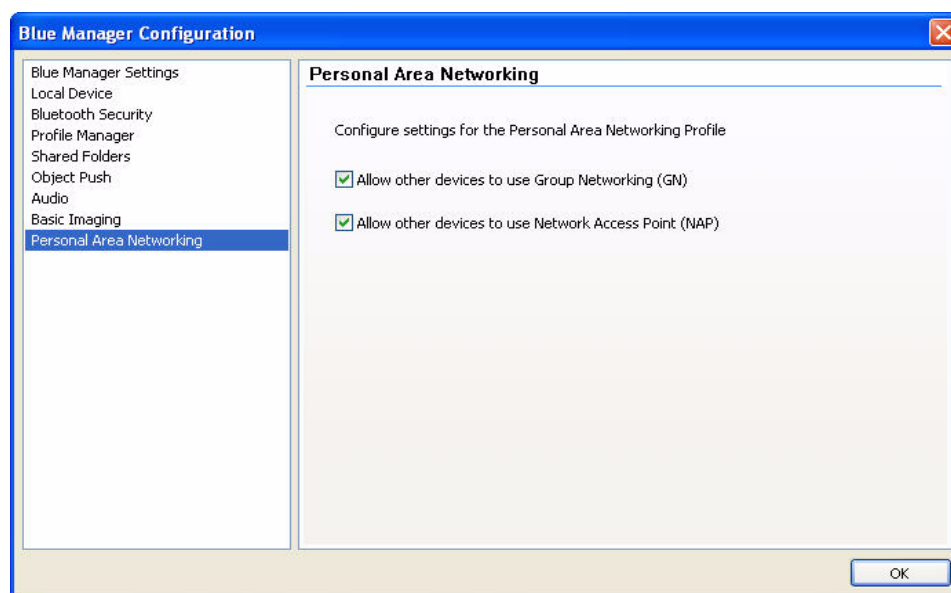 Blue Manager Configuration
Blue Manager Settings
Local Device
Bluetooth Security
Profile Manager
Shared Folders
Object Push
Audio
Basic Imaging
Personal Area Networking
Personal Area Networking
Configure settings for the Personal Area Networking Profile
Allow other devices to use Group Networking (GN)
Allow other devices to use Network Access Point (NAP)
OK